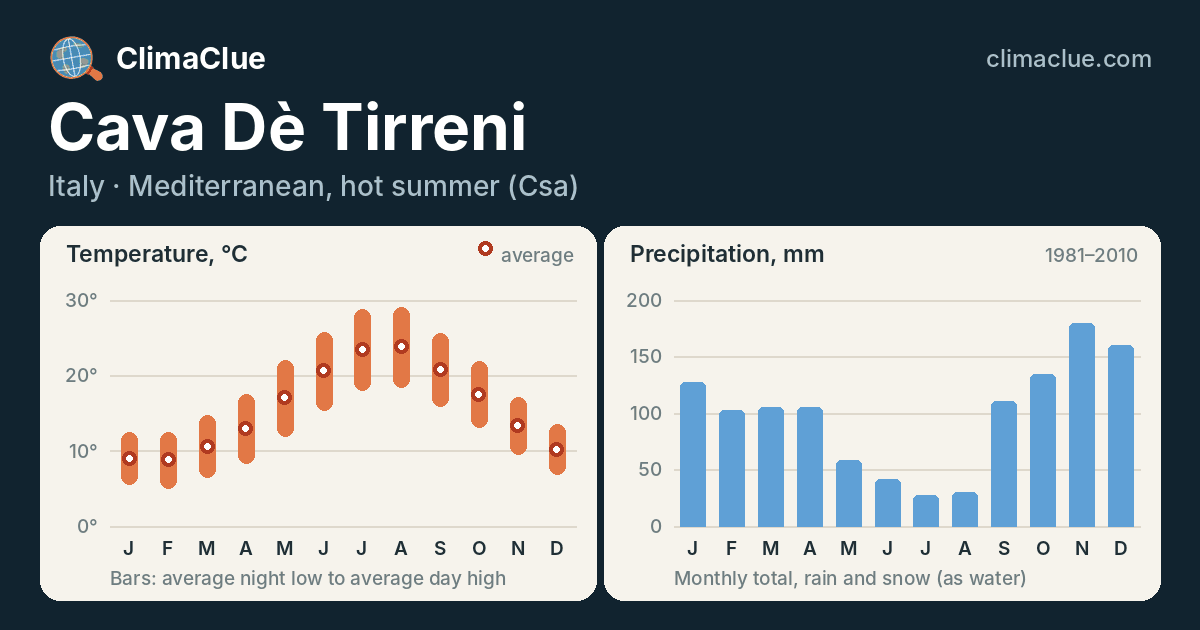 ClimaClue
climaclue.com
Cava Dè Tirreni
Italy · Mediterranean, hot summer (Csa)
Temperature, °C
average
30°
20°
10°
0°
J F M A M J J A S O N D
Bars: average night low to average day high
Precipitation, mm
1981–2010
200
150
100
50
0
J F M A M J J A S O N D
Monthly total, rain and snow (as water)